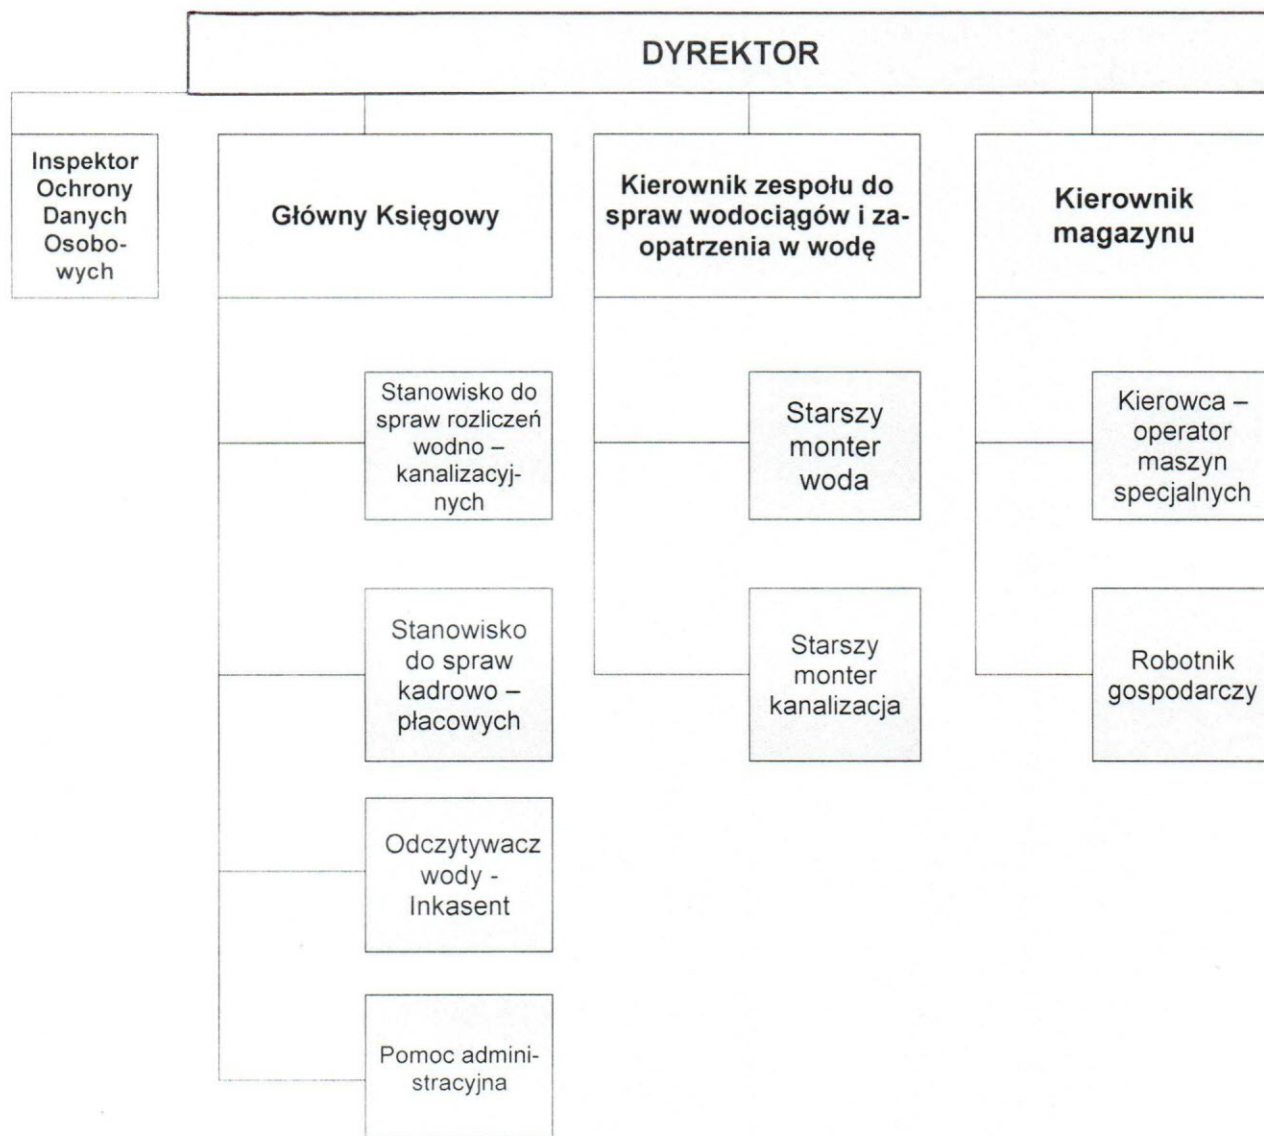 DYREKTOR
Inspektor
Ochrony
Danych
Osobo-
wych
Główny Księgowy
Kierownik zespołu do
spraw wodociągów i za-
opatrzenia w wodę
Kierownik
magazynu
Stanowisko do
spraw rozliczeń
wodno –
kanalizacyj-
nych
Starszy
monter
woda
Kierowca –
operator
maszyn
specjalnych
Stanowisko
do spraw
kadrowo –
płacowych
Starszy
monter
kanalizacja
Robotnik
gospodarczy
Odczytywacz
wody -
Inkasent
Pomoc admini-
stracyjna